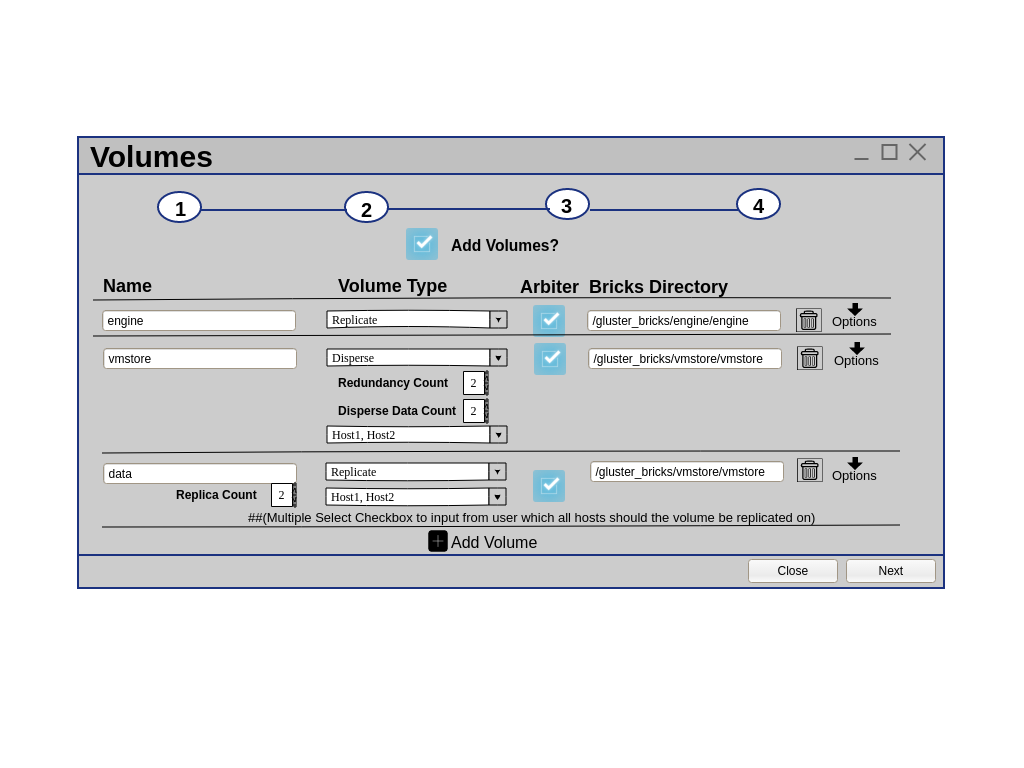 Volumes
1 2 3 4
Add Volumes?
Name Volume Type Arbiter Bricks Directory
engine Replicate /gluster_bricks/engine/engine Options
vmstore Disperse /gluster_bricks/vmstore/vmstore Options
Redundancy Count 2
Disperse Data Count 2
Host1, Host2
data Replicate /gluster_bricks/vmstore/vmstore Options
Replica Count 2 Host1, Host2
##(Multiple Select Checkbox to input from user which all hosts should the volume be replicated on)
Add Volume
Close Next